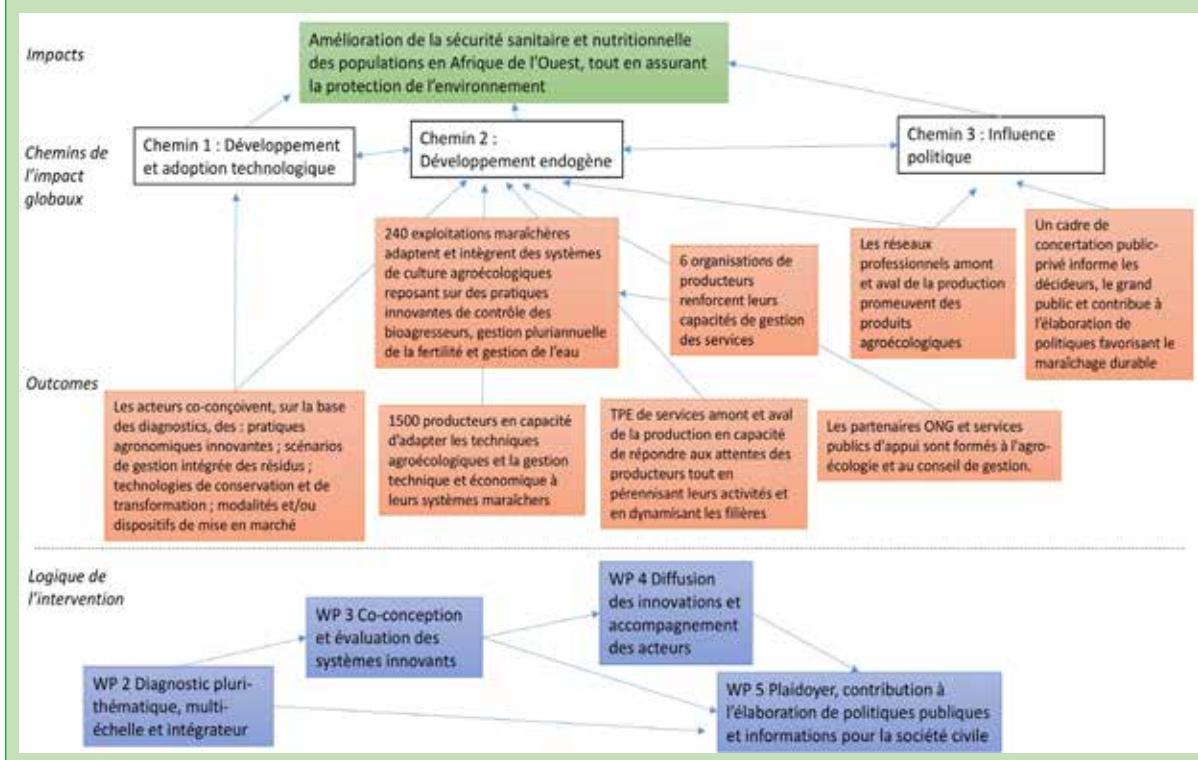 Impacts
Amélioration de la sécurité sanitaire et nutritionnelle
des populations en Afrique de l'Ouest, tout en assurant
la protection de l'environnement
Chemins de
l'impact
globaux
Chemin 1 : Développement
et adoption technologique
Chemin 2 :
Développement endogène
Chemin 3 : Influence
politique
240 exploitations maraîchères
adaptent et intègrent des systèmes
de culture agroécologiques
reposant sur des pratiques
innovantes de contrôle des
bioagresseurs, gestion pluriannuelle
de la fertilité et gestion de l'eau
6 organisations de
producteurs
renforcent leurs
capacités de gestion
des services
Les réseaux
professionnels amont
et aval de la production
promeuvent des
produits
agroécologiques
Un cadre de
concertation public-
privé informe les
décideurs, le grand
public et contribue à
l'élaboration de
politiques favorisant le
maraîchage durable
Outcomes
Les acteurs co-conçoivent, sur la base
des diagnostics, des : pratiques
agronomiques innovantes ; scénarios
de gestion intégrée des résidus ;
technologies de conservation et de
transformation ; modalités et/ou
dispositifs de mise en marché
1500 producteurs en capacité
d'adapter les techniques
agroécologiques et la gestion
technique et économique à
leurs systèmes maraîchers
TPE de services amont et aval
de la production en capacité
de répondre aux attentes des
producteurs tout en
pérennisant leurs activités et
en dynamisant les filières
Les partenaires ONG et services
publics d'appui sont formés à l'agro-
écologie et au conseil de gestion.
Logique de
l'intervention
WP 2 Diagnostic pluri-
thématique, multi-
échelle et intégrateur
WP 3 Co-conception
et évaluation des
systèmes innovants
WP 4 Diffusion
des innovations et
accompagnement
des acteurs
WP 5 Plaidoyer, contribution à
l'élaboration de politiques publiques
et informations pour la société civile